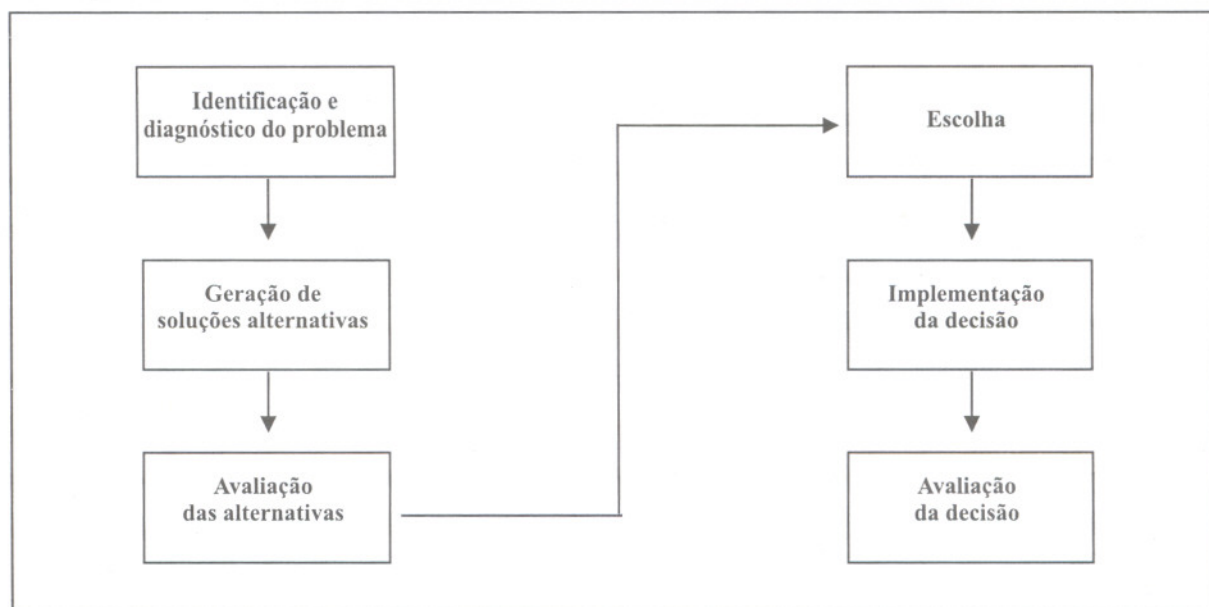 Identificação e
diagnóstico do problema
Geração de
soluções alternativas
Avaliação
das alternativas
Escolha
Implementação
da decisão
Avaliação
da decisão